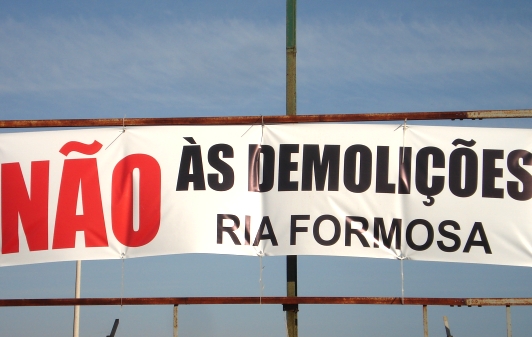 NÃO ÀS DEMOLIÇÕES
RIA FORMOSA